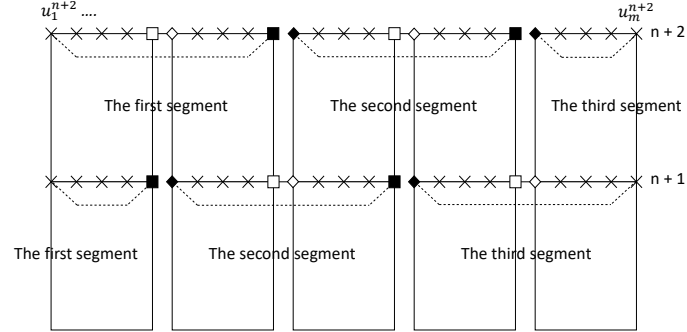 u_1^{n+2} .... u_m^{n+2}
n + 2
The first segment The second segment The third segment
n + 1
The first segment The second segment The third segment